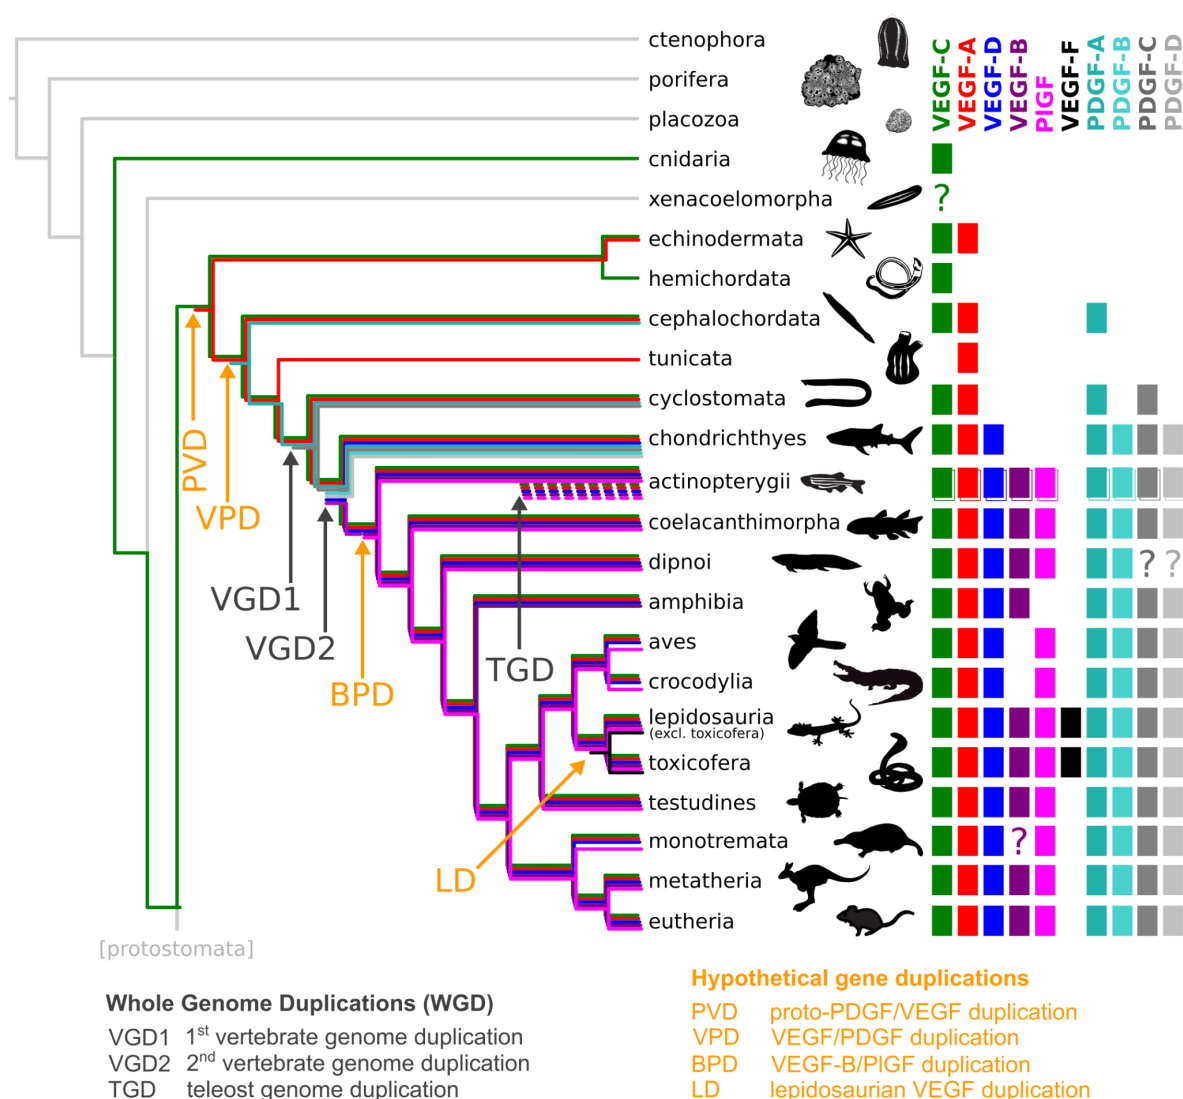 ctenophora
porifera
placozoa
cnidaria
xenacoelomorpha
echinodermata
hemichordata
cephalochordata
tunicata
cyclostomata
chondrichthyes
actinopterygii
coelacanthimorpha
dipnoi
amphibia
aves
crocodylia
lepidosauria
(excl. toxicofera)
toxicofera
testudines
monotremata
metatheria
eutheria
VEGF-C
VEGF-A
VEGF-D
VEGF-B
PlGF
VEGF-F
PDGF-A
PDGF-B
PDGF-C
PDGF-D
?
? ?
?
PVD
VPD
VGD1
VGD2
BPD
TGD
LD
[protostomata]
Whole Genome Duplications (WGD)
VGD1 1st vertebrate genome duplication
VGD2 2nd vertebrate genome duplication
TGD teleost genome duplication
Hypothetical gene duplications
PVD proto-PDGF/VEGF duplication
VPD VEGF/PDGF duplication
BPD VEGF-B/PlGF duplication
LD lepidosaurian VEGF duplication